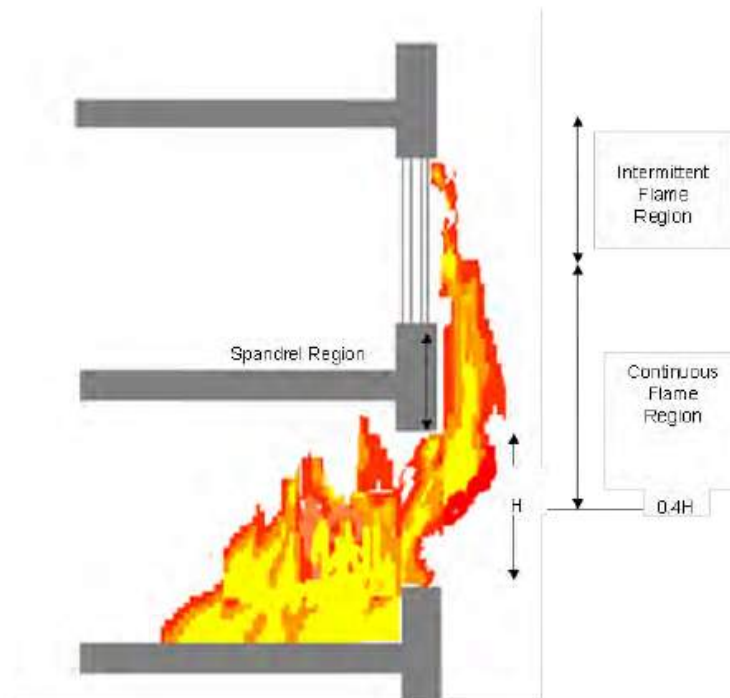 Intermittent
Flame
Region
Spandrel Region
Continuous
Flame
Region
H
0.4H